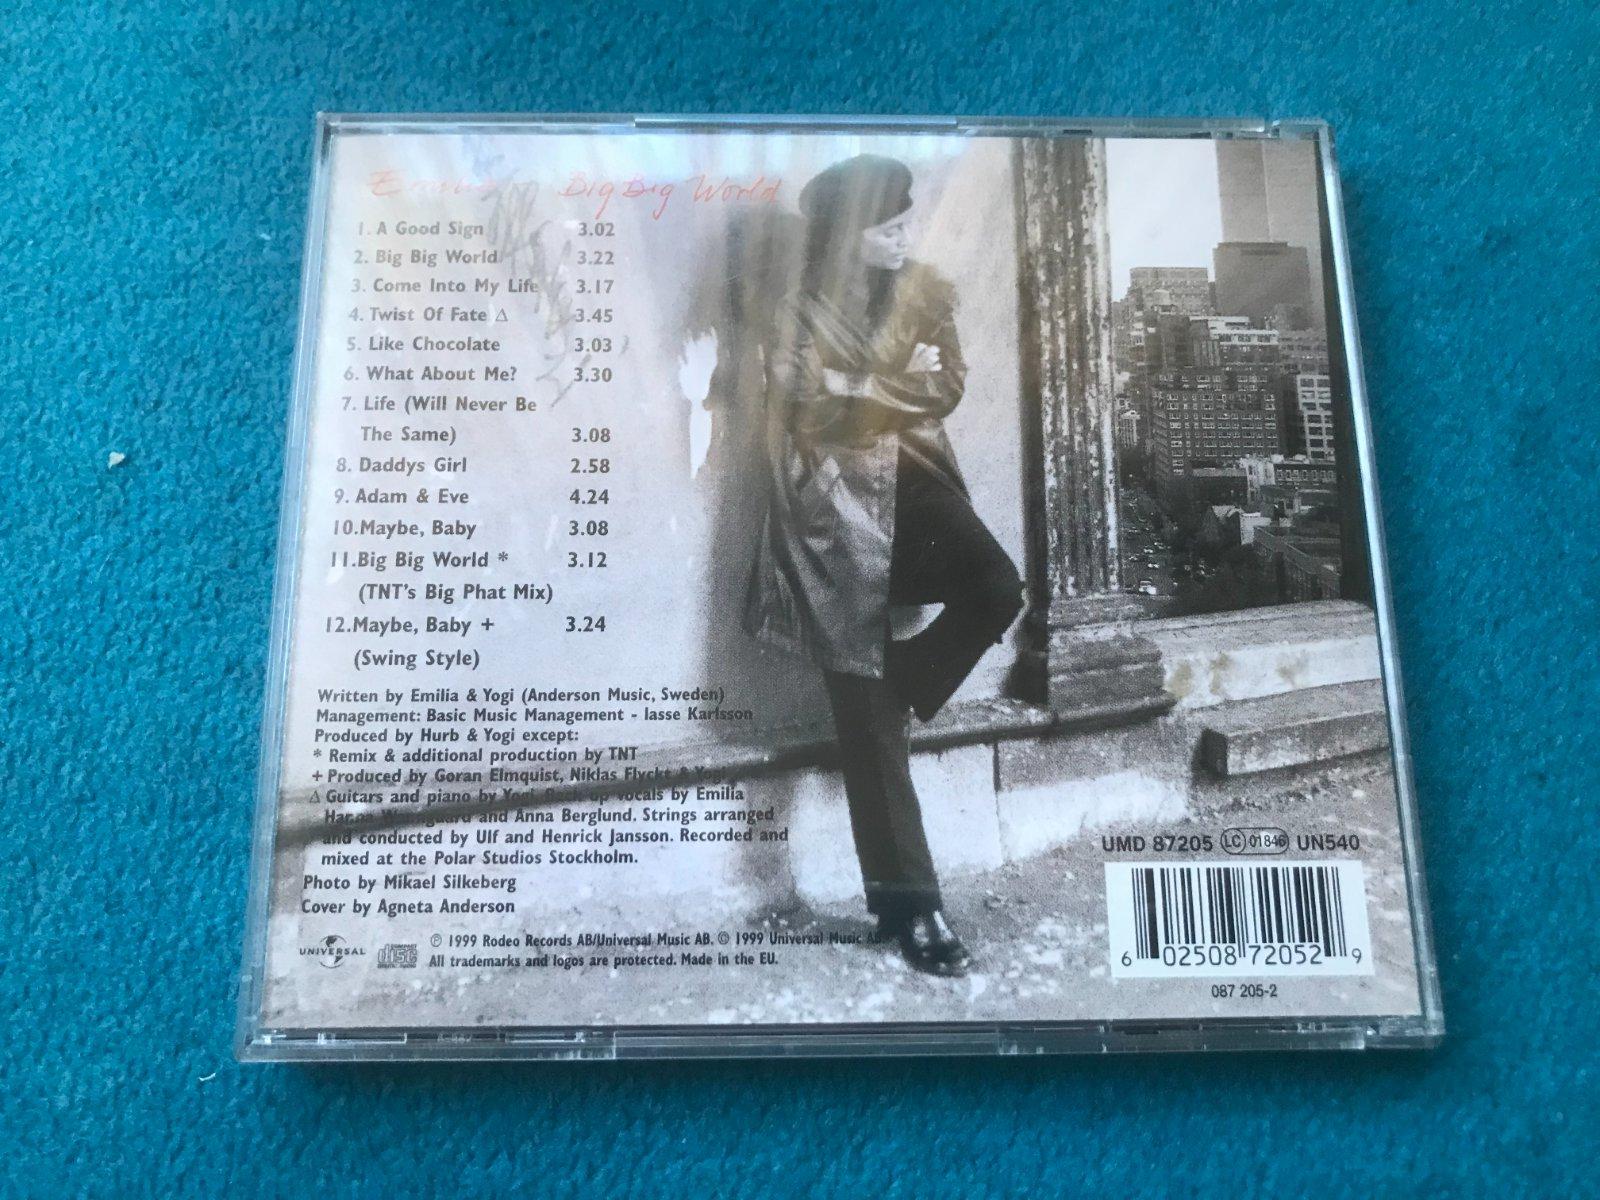 Emilia Big Big World
1. A Good Sign 3.02
2. Big Big World 3.22
3. Come Into My Life 3.17
4. Twist Of Fate Δ 3.45
5. Like Chocolate 3.03
6. What About Me? 3.30
7. Life (Will Never Be
The Same) 3.08
8. Daddys Girl 2.58
9. Adam & Eve 4.24
10.Maybe, Baby 3.08
11.Big Big World * 3.12
(TNT's Big Phat Mix)
12.Maybe, Baby + 3.24
(Swing Style)
Written by Emilia & Yogi (Anderson Music, Sweden)
Management: Basic Music Management - lasse Karlsson
Produced by Hurb & Yogi except:
* Remix & additional production by TNT
+ Produced by Goran Elmquist, Niklas Flyckt & Yogi
Δ Guitars and piano by Yogi. Back up vocals by Emilia
and Anna Berglund. Strings arranged
and conducted by Ulf and Henrick Jansson. Recorded and
mixed at the Polar Studios Stockholm.
Photo by Mikael Silkeberg
Cover by Agneta Anderson
UNIVERSAL
COMPACT disc DIGITAL AUDIO
℗ 1999 Rodeo Records AB/Universal Music AB. © 1999 Universal Music AB.
All trademarks and logos are protected. Made in the EU.
UMD 87205 LC 01846 UN540
6 02508 72052 9
087 205-2